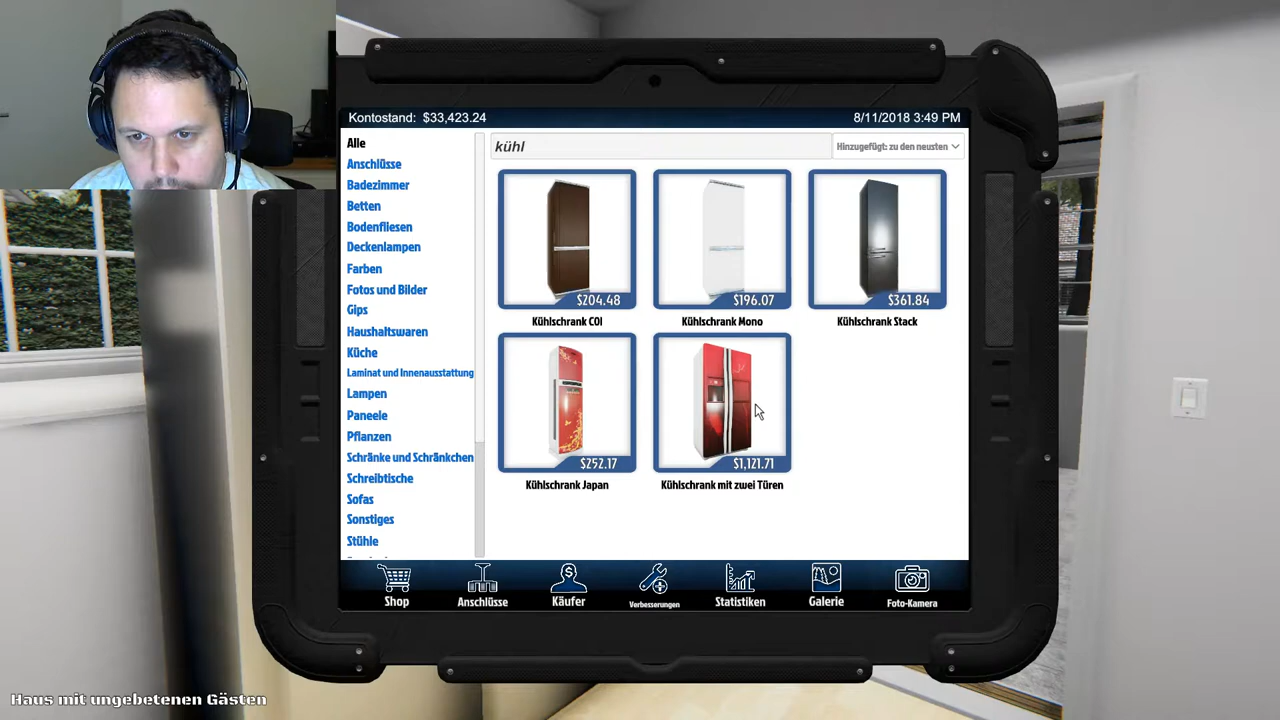 Kontostand: $33,423.24
8/11/2018 3:49 PM
Alle
Anschlüsse
Badezimmer
Betten
Bodenfliesen
Deckenlampen
Farben
Fotos und Bilder
Gips
Haushaltswaren
Küche
Laminat und Innenausstattung
Lampen
Paneele
Pflanzen
Schränke und Schränkchen
Schreibtische
Sofas
Sonstiges
Stühle
kühl
Hinzugefügt: zu den neusten
$204.48
Kühlschrank COI
$196.07
Kühlschrank Mono
$361.84
Kühlschrank Stack
$252.17
Kühlschrank Japan
$1,121.71
Kühlschrank mit zwei Türen
Shop
Anschlüsse
Käufer
Verbesserungen
Statistiken
Galerie
Foto-Kamera
Haus mit ungebetenen Gästen